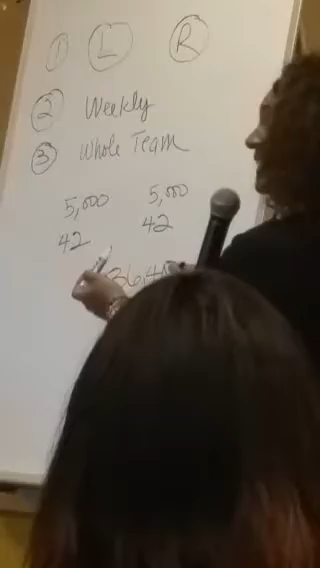 ① L R
② Weekly
③ Whole Team
5,000 5,000
42 42